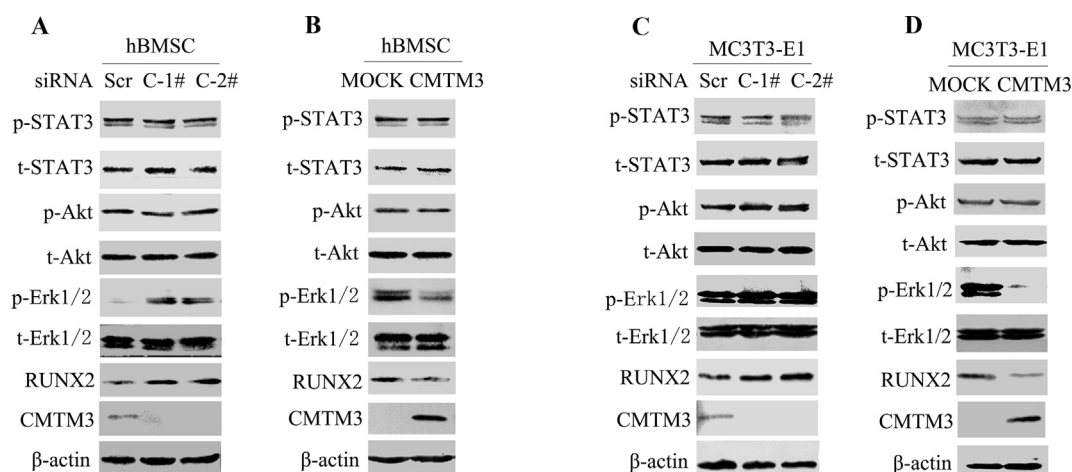 A
hBMSC
siRNA Scr C-1# C-2#
p-STAT3
t-STAT3
p-Akt
t-Akt
p-Erk1/2
t-Erk1/2
RUNX2
CMTM3
β-actin
B
hBMSC
MOCK CMTM3
p-STAT3
t-STAT3
p-Akt
t-Akt
p-Erk1/2
t-Erk1/2
RUNX2
CMTM3
β-actin
C
MC3T3-E1
siRNA Scr C-1# C-2#
p-STAT3
t-STAT3
p-Akt
t-Akt
p-Erk1/2
t-Erk1/2
RUNX2
CMTM3
β-actin
D
MC3T3-E1
MOCK CMTM3
p-STAT3
t-STAT3
p-Akt
t-Akt
p-Erk1/2
t-Erk1/2
RUNX2
CMTM3
β-actin